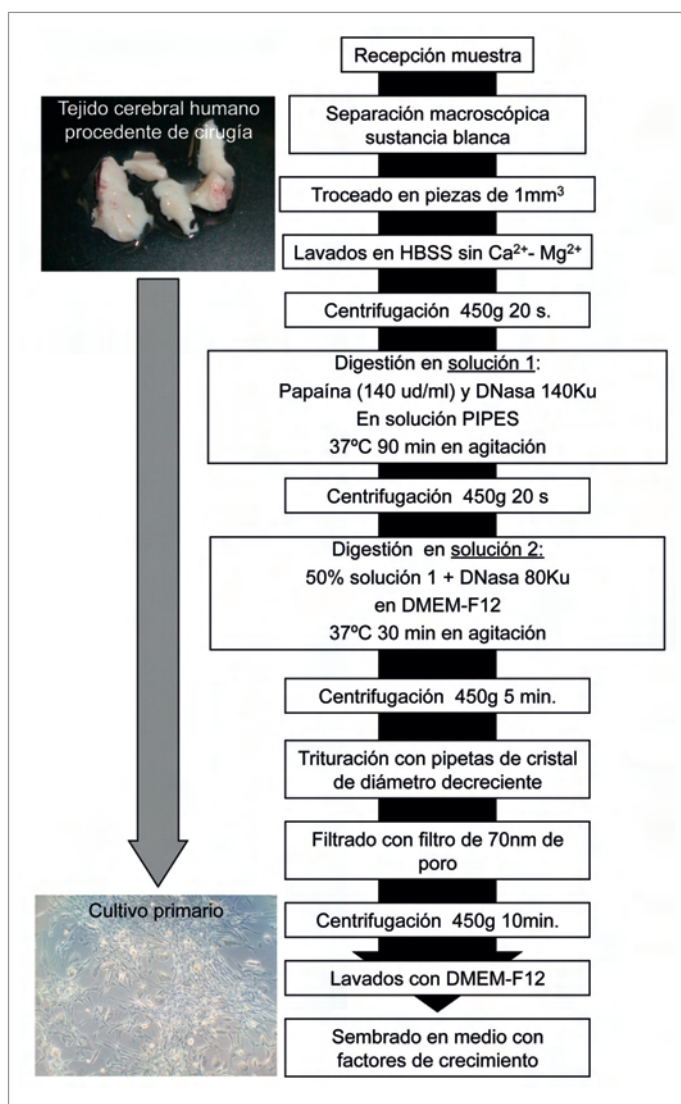 Recepción muestra
Tejido cerebral humano
procedente de cirugía
Separación macroscópica
sustancia blanca
Troceado en piezas de 1mm³
Lavados en HBSS sin Ca²⁺- Mg²⁺
Centrifugación 450g 20 s.
Digestión en solución 1:
Papaína (140 ud/ml) y DNasa 140Ku
En solución PIPES
37ºC 90 min en agitación
Centrifugación 450g 20 s
Digestión en solución 2:
50% solución 1 + DNasa 80Ku
en DMEM-F12
37ºC 30 min en agitación
Centrifugación 450g 5 min.
Trituración con pipetas de cristal
de diámetro decreciente
Filtrado con filtro de 70nm de
poro
Cultivo primario
Centrifugación 450g 10min.
Lavados con DMEM-F12
Sembrado en medio con
factores de crecimiento